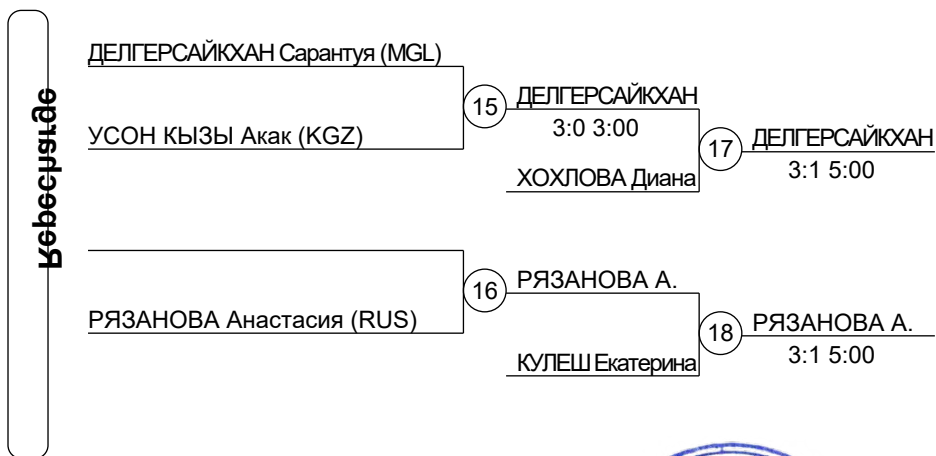 Repechage
ДЕЛГЕРСАЙКХАН Сарантуя (MGL)
УСОН КЫЗЫ Акак (KGZ)
15
ДЕЛГЕРСАЙКХАН
3:0 3:00
ХОХЛОВА Диана
17
ДЕЛГЕРСАЙКХАН
3:1 5:00
РЯЗАНОВА Анастасия (RUS)
16
РЯЗАНОВА А.
КУЛЕШ Екатерина
18
РЯЗАНОВА А.
3:1 5:00